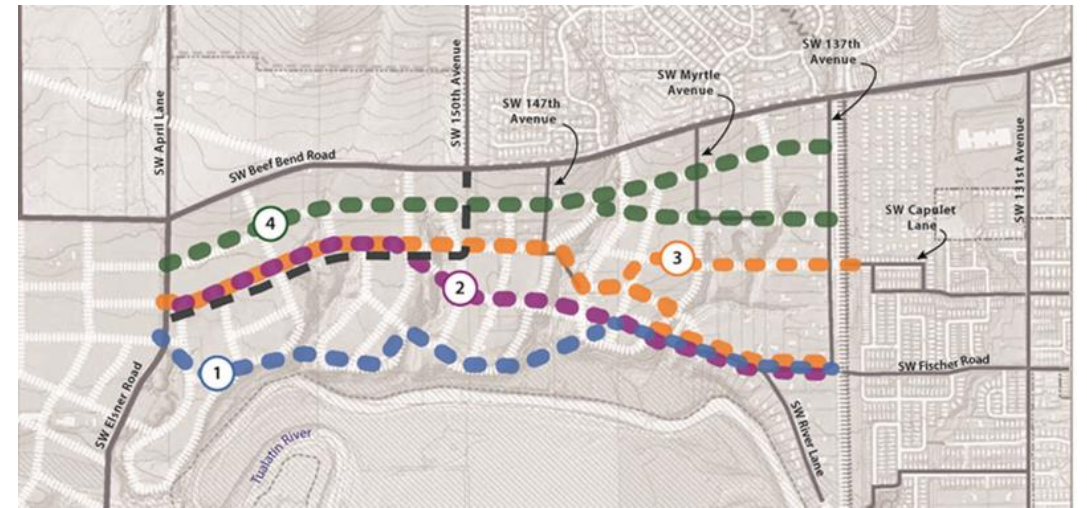 SW 137th
Avenue
SW Myrtle
Avenue
SW 147th
Avenue
SW 150th Avenue
SW April Lane
SW Beef Bend Road
SW 131st Avenue
SW Capulet
Lane
4
3
2
1
SW Fischer Road
SW Elsner Road
SW River Lane
Tualatin River